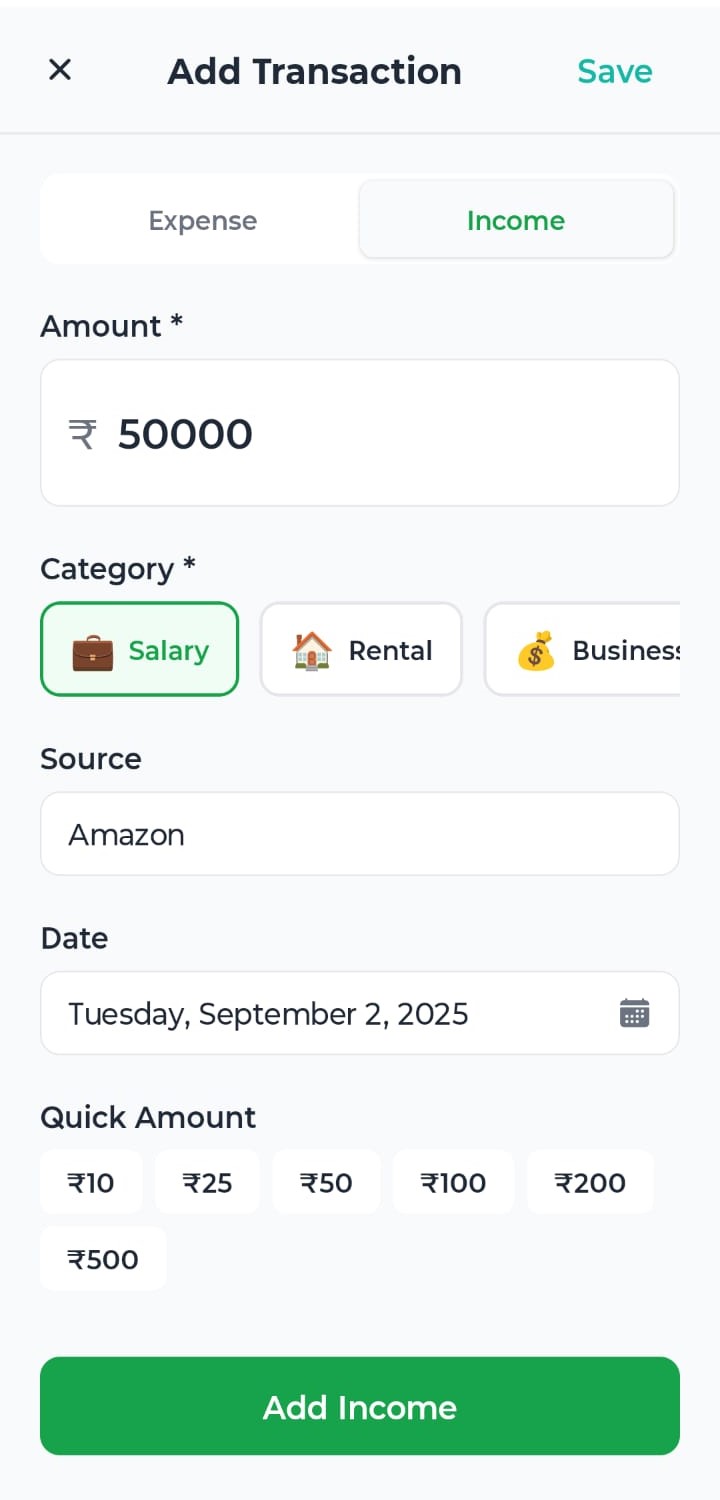 Add Transaction Save
Expense Income
Amount *
₹ 50000
Category *
Salary Rental Business
Source
Amazon
Date
Tuesday, September 2, 2025
Quick Amount
₹10 ₹25 ₹50 ₹100 ₹200
₹500
Add Income